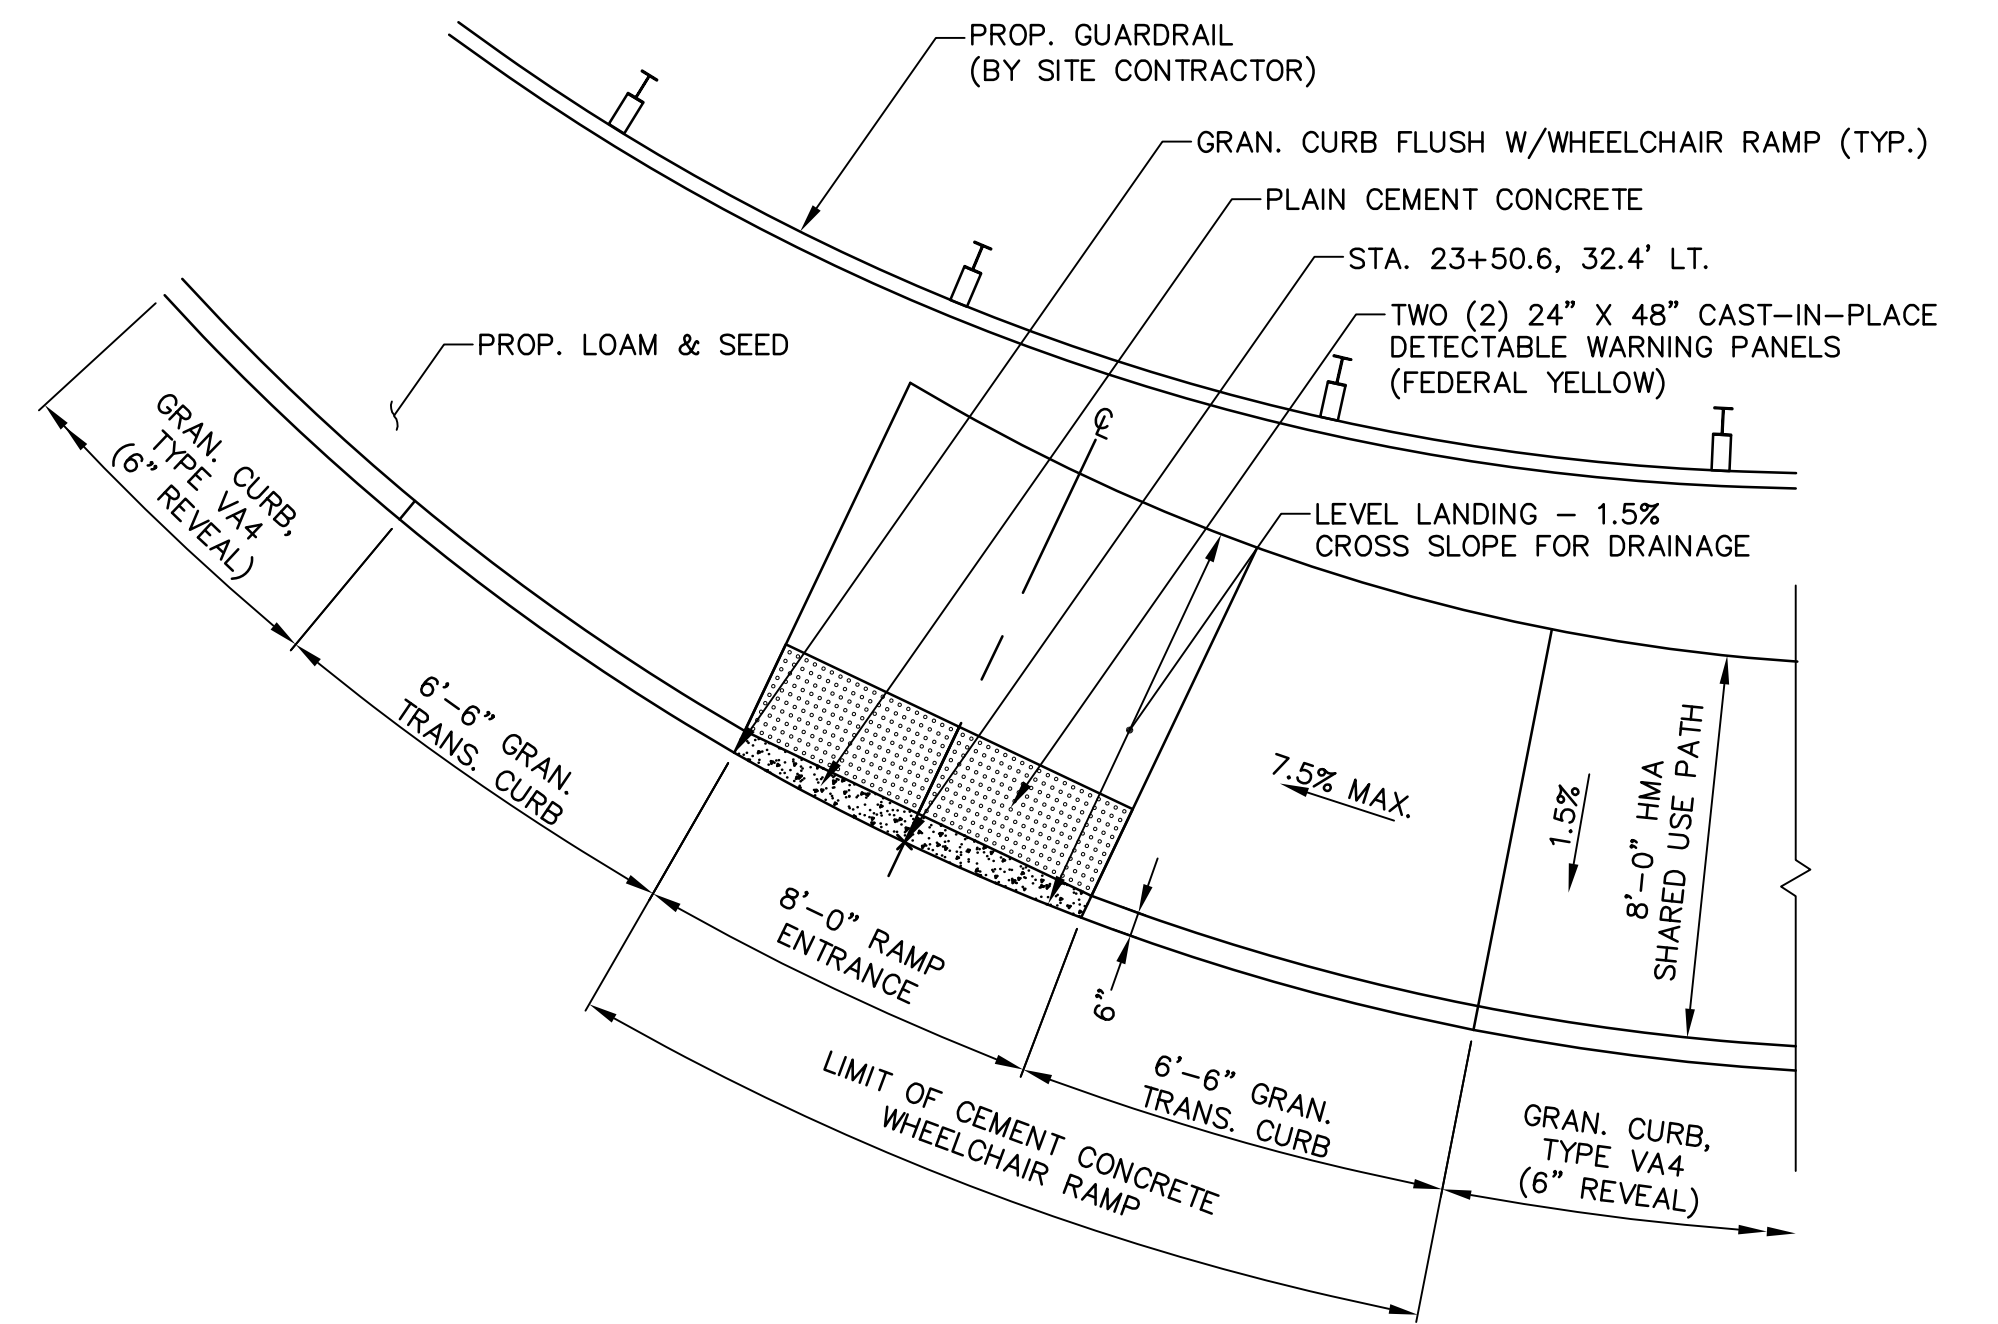 PROP. GUARDRAIL
(BY SITE CONTRACTOR)
GRAN. CURB FLUSH W/WHEELCHAIR RAMP (TYP.)
PLAIN CEMENT CONCRETE
STA. 23+50.6, 32.4' LT.
TWO (2) 24" X 48" CAST-IN-PLACE
DETECTABLE WARNING PANELS
(FEDERAL YELLOW)
PROP. LOAM & SEED
℄
GRAN. CURB,
TYPE VA4
(6" REVEAL)
LEVEL LANDING - 1.5%
CROSS SLOPE FOR DRAINAGE
6'-6" GRAN.
TRANS. CURB
7.5% MAX.
1.5%
8'-0" HMA
SHARED USE PATH
8'-0" RAMP
ENTRANCE
6"
LIMIT OF CEMENT CONCRETE
WHEELCHAIR RAMP
6'-6" GRAN.
TRANS. CURB
GRAN. CURB,
TYPE VA4
(6" REVEAL)